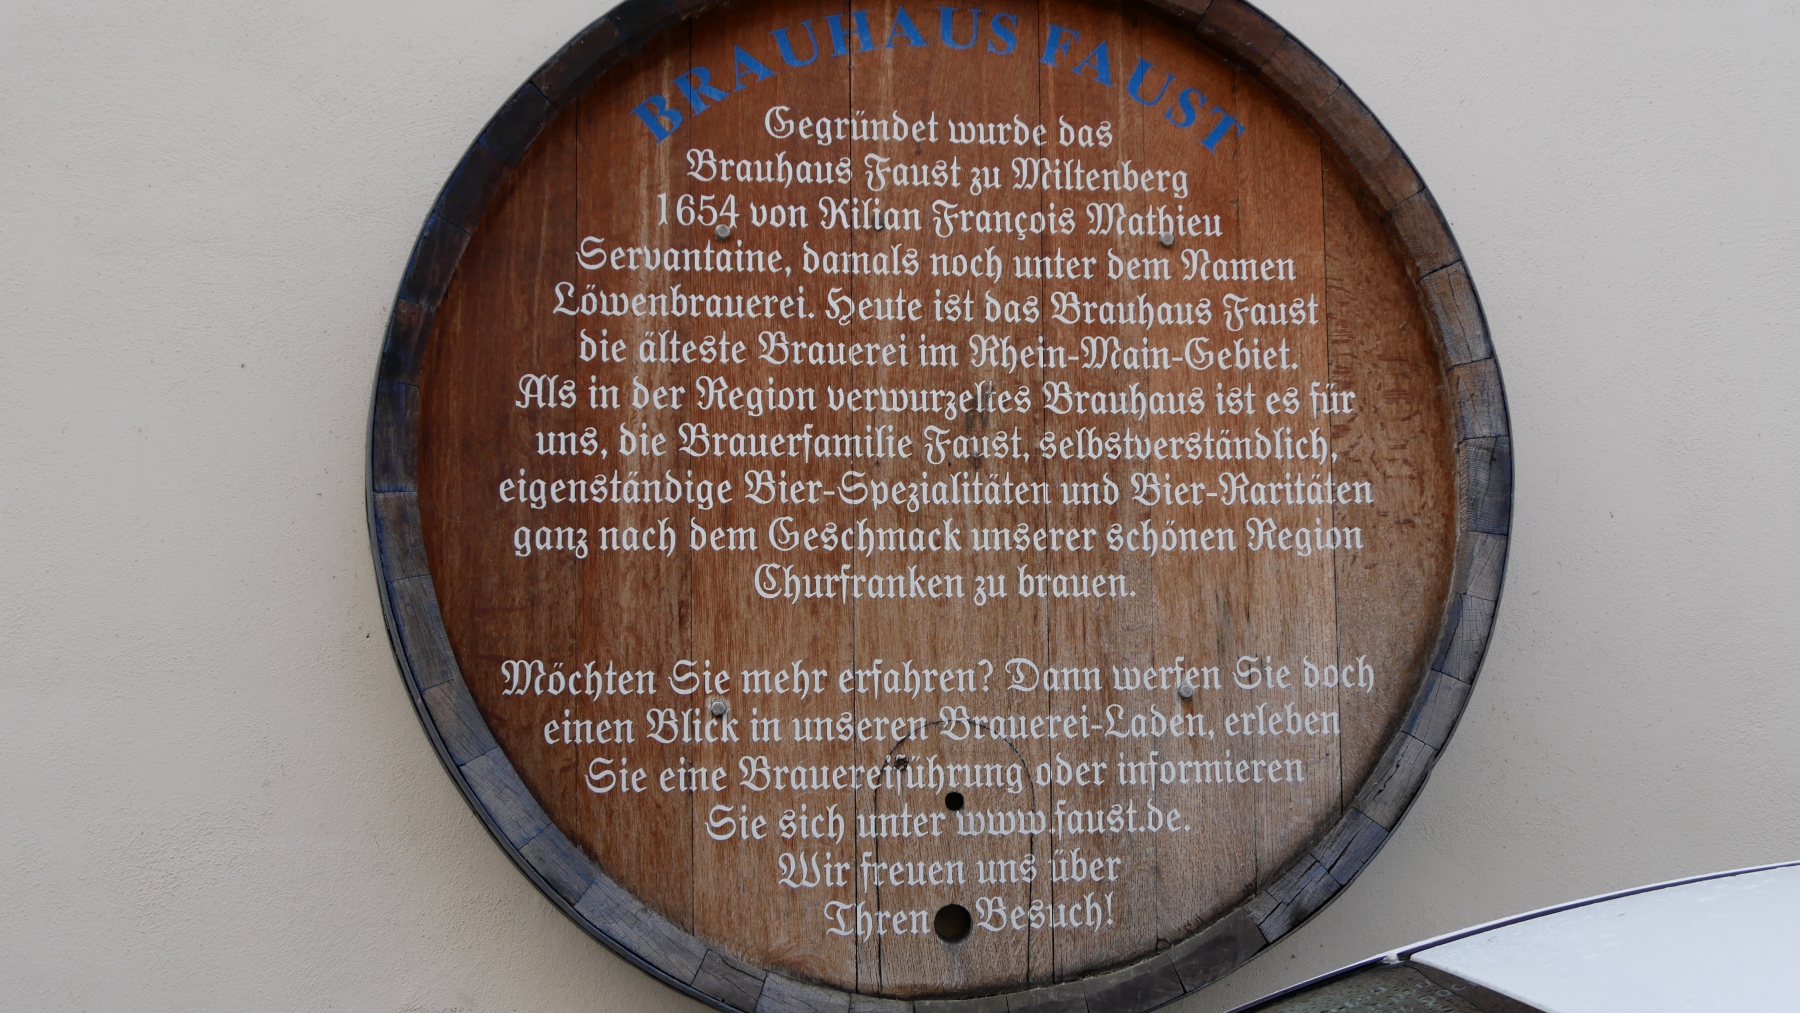 BRAUHAUS FAUST
Gegründet wurde das
Brauhaus Faust zu Miltenberg
1654 von Kilian François Mathieu
Servantaine, damals noch unter dem Namen
Löwenbrauerei. Heute ist das Brauhaus Faust
die älteste Brauerei im Rhein-Main-Gebiet.
Als in der Region verwurzeltes Brauhaus ist es für
uns, die Brauerfamilie Faust, selbstverständlich,
eigenständige Bier-Spezialitäten und Bier-Raritäten
ganz nach dem Geschmack unserer schönen Region
Churfranken zu brauen.
Möchten Sie mehr erfahren? Dann werfen Sie doch
einen Blick in unseren Brauerei-Laden, erleben
Sie eine Brauereiführung oder informieren
Sie sich unter www.faust.de.
Wir freuen uns über
Ihren Besuch!